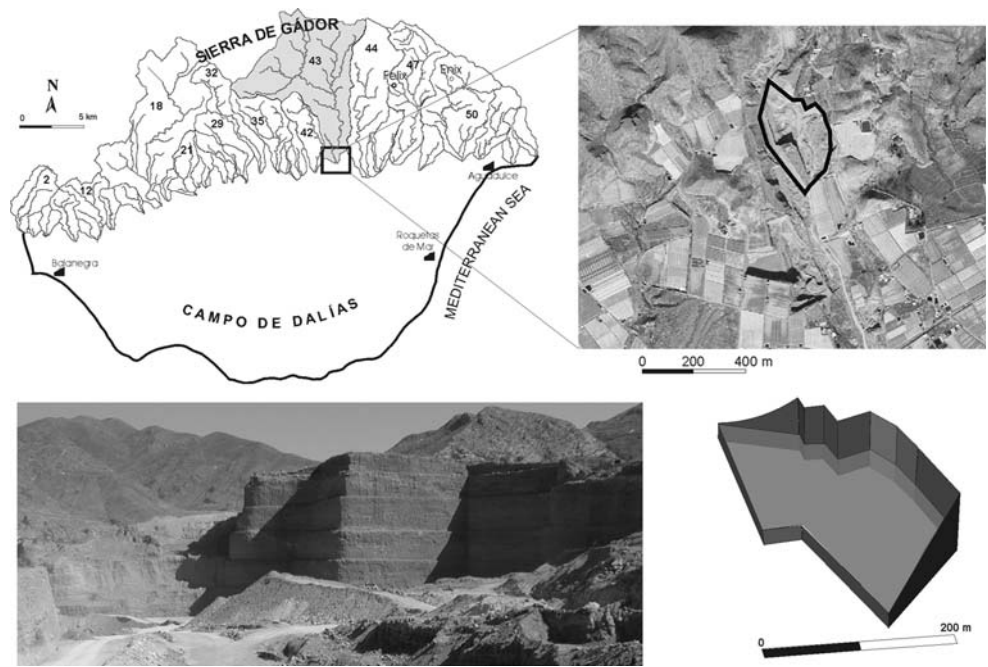 SIERRA DE GÁDOR
N
0 5 km
2
12
18
21
29
32
35
42
43
44
47
50
Felix
Enix
Aguadulce
Roquetas
de Mar
Balanegra
MEDITERRANEAN SEA
CAMPO DE DALÍAS
0 200 400 m
0 200 m